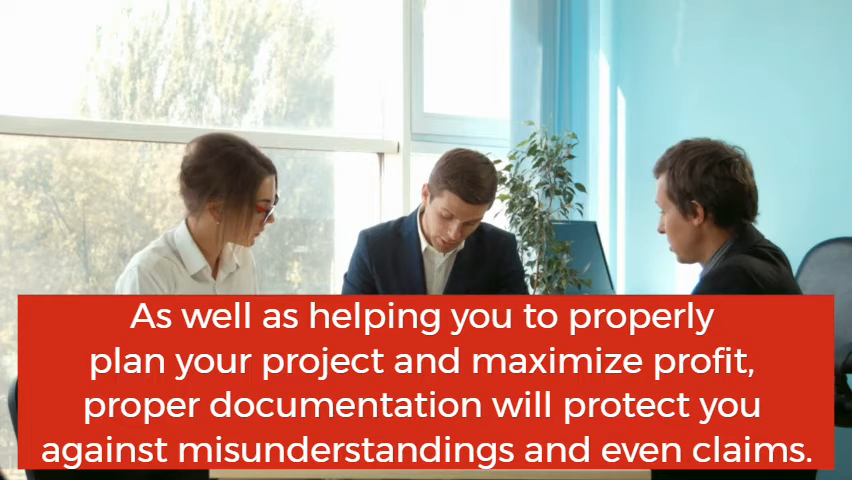 As well as helping you to properly
plan your project and maximize profit,
proper documentation will protect you
against misunderstandings and even claims.